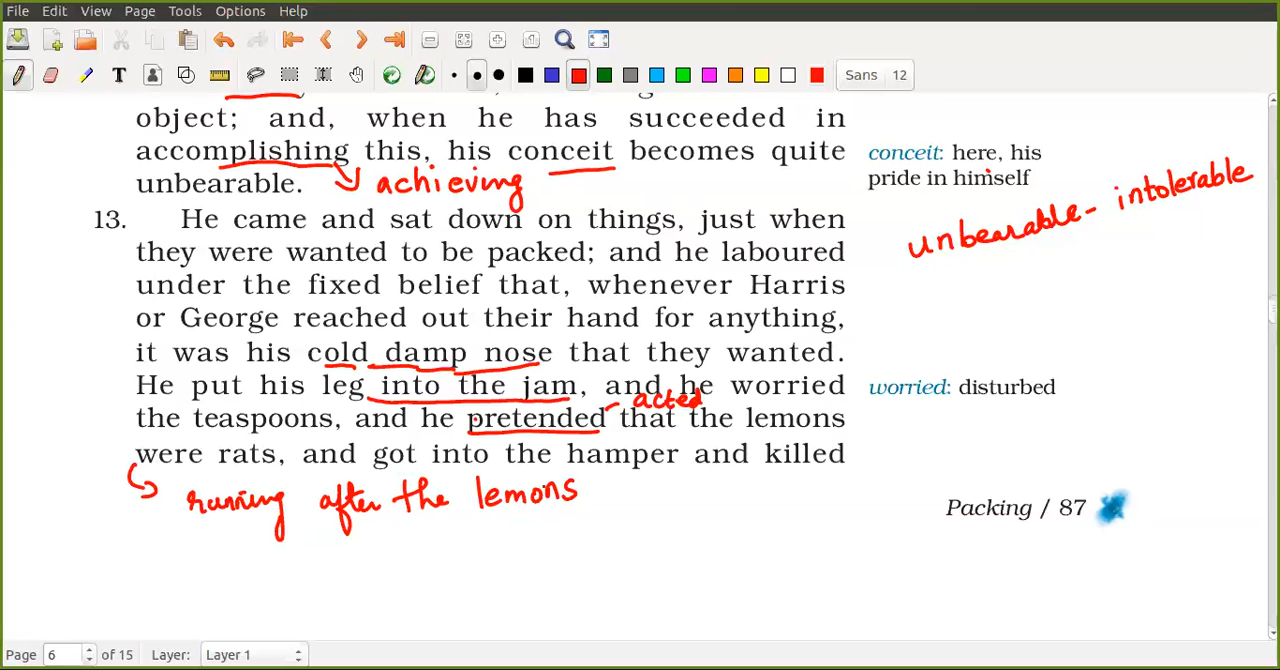 File Edit View Page Tools Options Help
T
Sans 12
object; and, when he has succeeded in
accomplishing this, his conceit becomes quite
unbearable.
achieving
conceit: here, his
pride in himself
unbearable- intolerable
13. He came and sat down on things, just when
they were wanted to be packed; and he laboured
under the fixed belief that, whenever Harris
or George reached out their hand for anything,
it was his cold damp nose that they wanted.
He put his leg into the jam, and he worried
worried: disturbed
acted
the teaspoons, and he pretended that the lemons
were rats, and got into the hamper and killed
running after the lemons
Packing / 87
Page 6 of 15 Layer: Layer 1